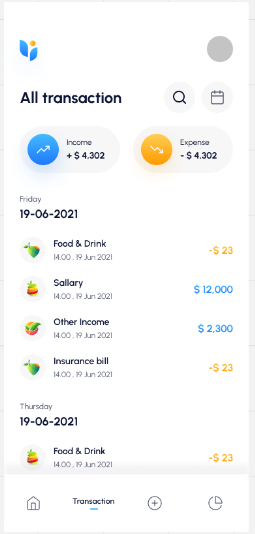 All transaction
Income
+ $ 4,302
Expense
- $ 4,302
Friday
19-06-2021
Food & Drink
-$ 23
14.00 , 19 Jun 2021
Sallary
$ 12,000
14.00 , 19 Jun 2021
Other Income
$ 2,300
14.00 , 19 Jun 2021
Insurance bill
-$ 23
14.00 , 19 Jun 2021
Thursday
19-06-2021
Food & Drink
-$ 23
14.00 , 19 Jun 2021
Transaction